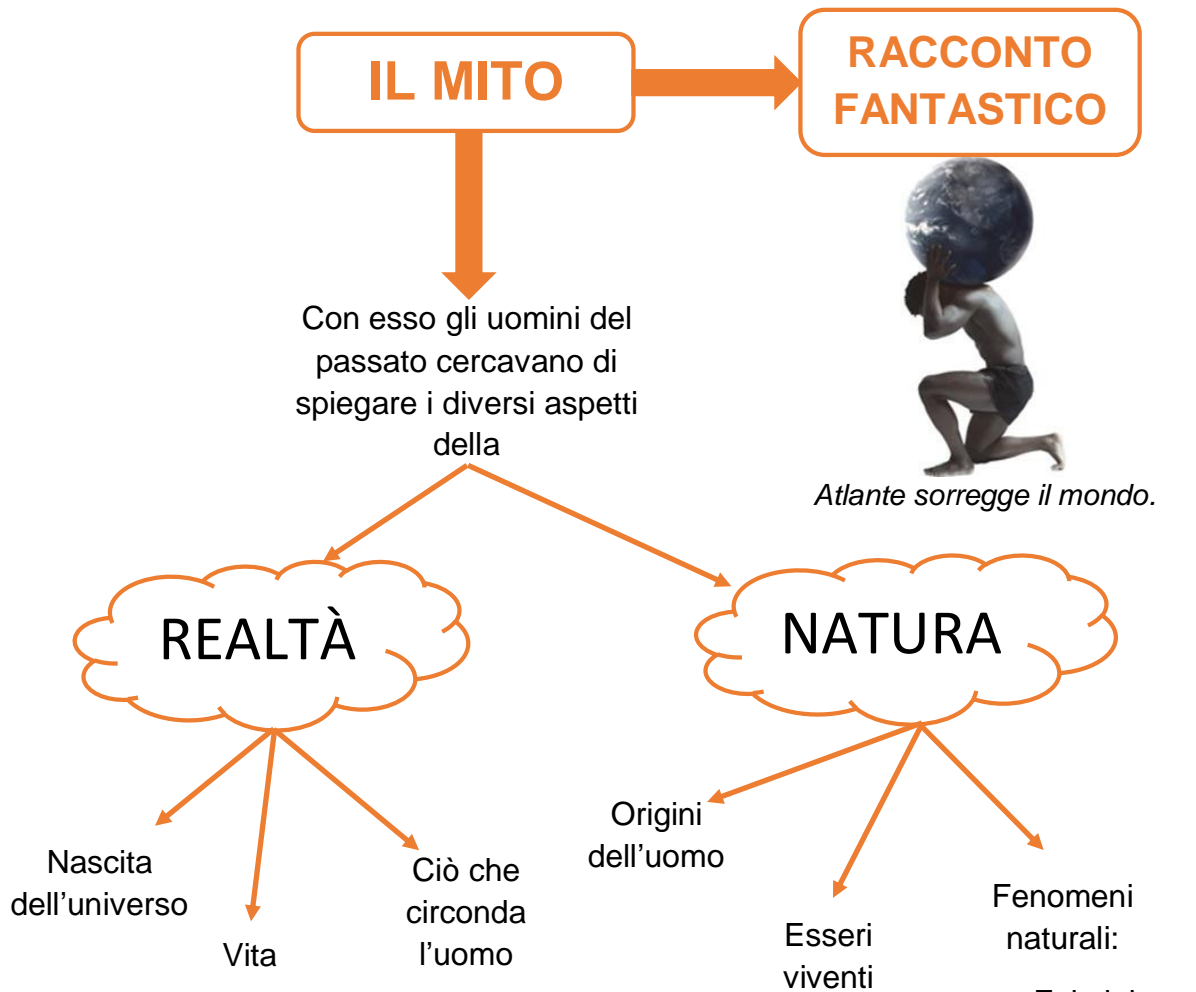 IL MITO
RACCONTO
FANTASTICO
Con esso gli uomini del
passato cercavano di
spiegare i diversi aspetti
della
Atlante sorregge il mondo.
REALTÀ
NATURA
Nascita
dell’universo
Vita
Ciò che
circonda
l’uomo
Origini
dell’uomo
Esseri
viventi
Fenomeni
naturali: